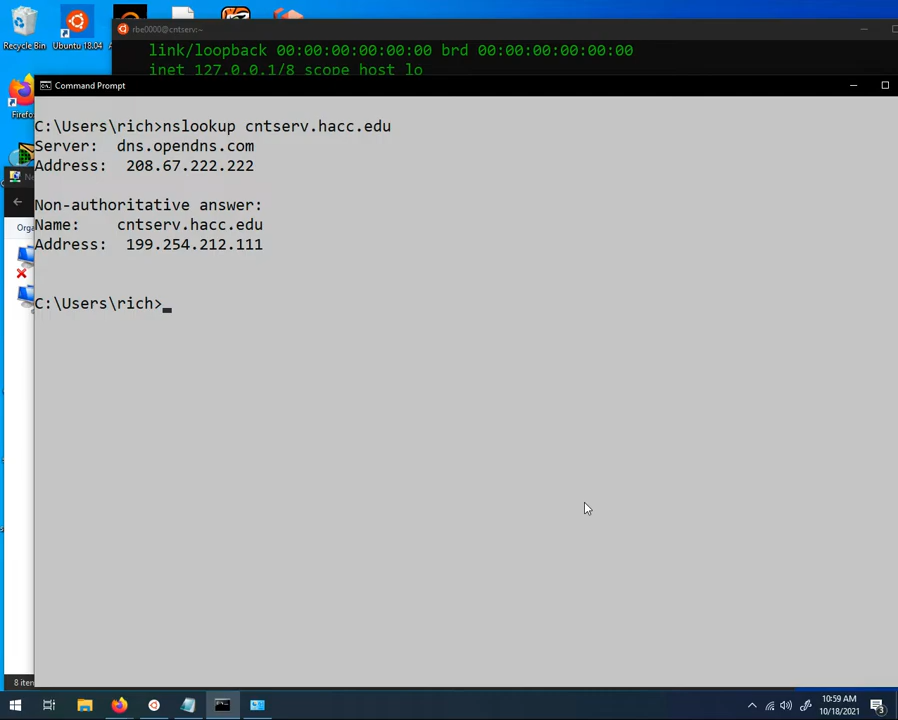 Recycle Bin
Ubuntu 18.04
rbe0000@cntserv:~
link/loopback 00:00:00:00:00:00 brd 00:00:00:00:00:00
inet 127.0.0.1/8 scope host lo
Command Prompt
C:\Users\rich>nslookup cntserv.hacc.edu
Server:  dns.opendns.com
Address:  208.67.222.222
Non-authoritative answer:
Name:    cntserv.hacc.edu
Address:  199.254.212.111
C:\Users\rich>
10:59 AM
10/18/2021
3